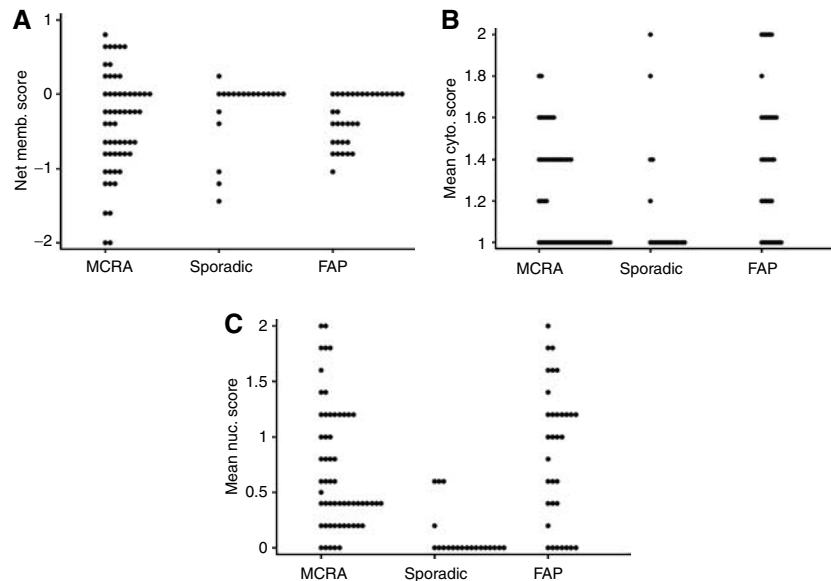 A
Net memb. score
1
0
–1
–2
MCRA
Sporadic
FAP
B
Mean cyto. score
2
1.8
1.6
1.4
1.2
1
MCRA
Sporadic
FAP
C
Mean nuc. score
2
1.5
1
0.5
0
MCRA
Sporadic
FAP